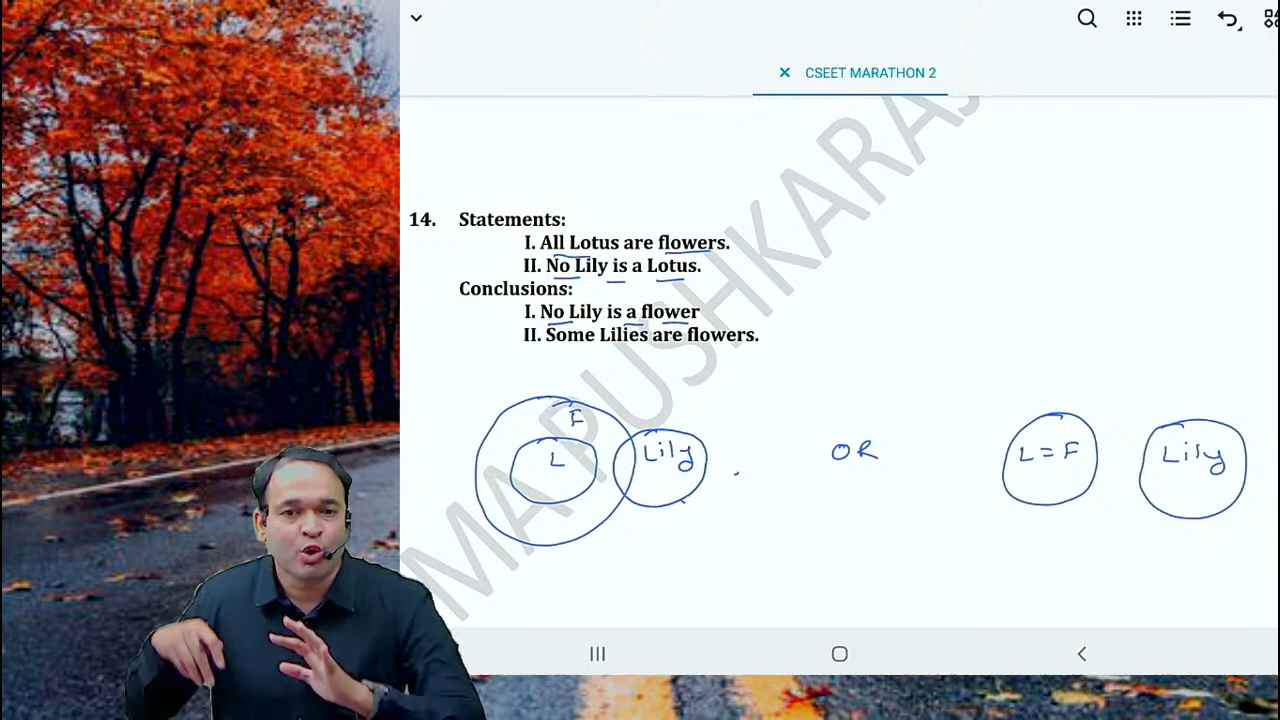 CSEET MARATHON 2
14. Statements:
I. All Lotus are flowers.
II. No Lily is a Lotus.
Conclusions:
I. No Lily is a flower
II. Some Lilies are flowers.
F
L
Lily
OR
L = F
Lily